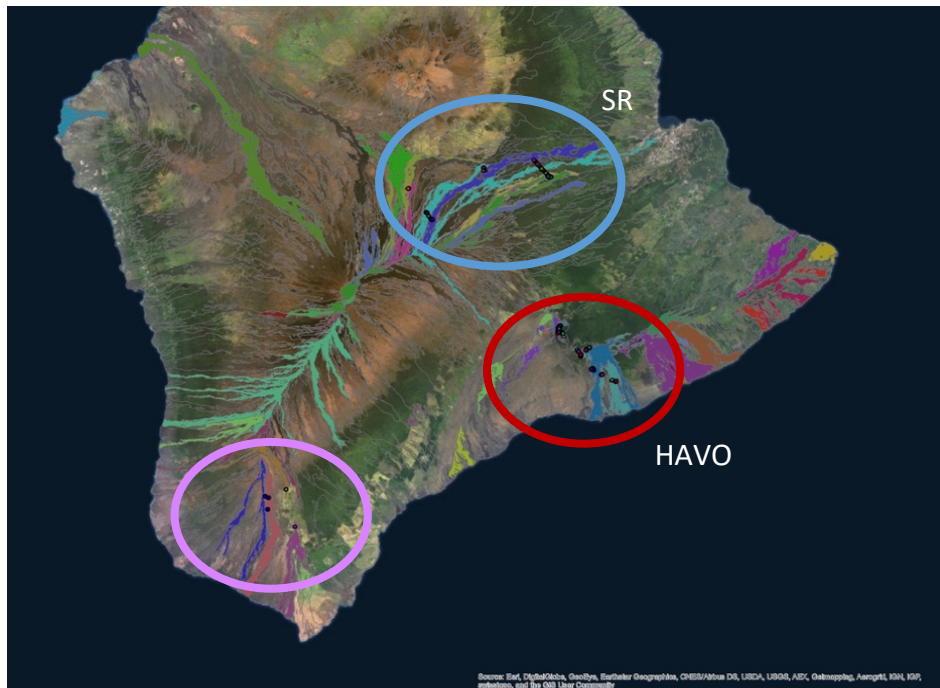 SR
HAVO
Source: Esri, DigitalGlobe, GeoEye, Earthstar Geographics, CNES/Airbus DS, USDA, USGS, AEX, Getmapping, Aerogrid, IGN, IGP,
swisstopo, and the GIS User Community